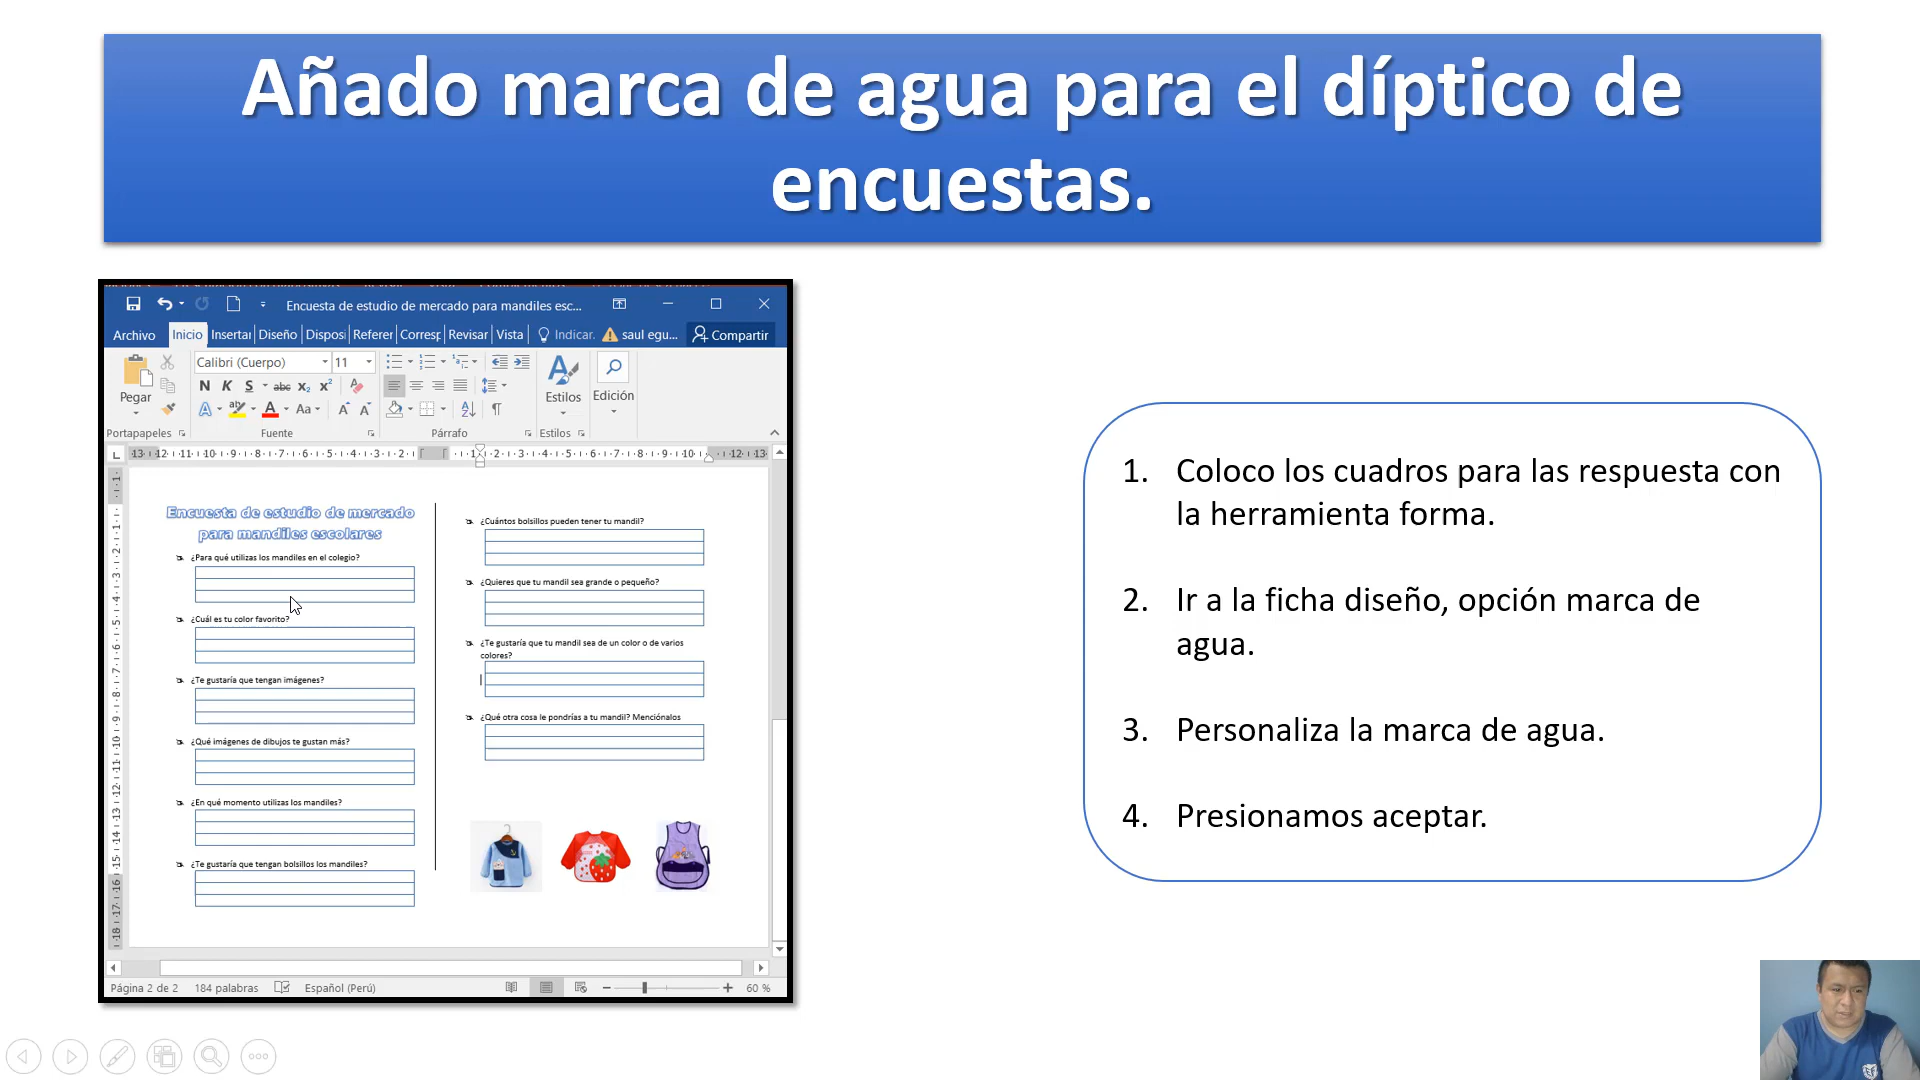 Añado marca de agua para el díptico de
encuestas.
Encuesta de estudio de mercado para mandiles esc...
Archivo Inicio Insertar Diseño Disposi Referer Corresp Revisar Vista Indicar. saul egu... Compartir
Calibri (Cuerpo) 11
Pegar
N K S abc x₂ x²
Aa
Estilos
Edición
Portapapeles Fuente Párrafo Estilos
Encuesta de estudio de mercado
para mandiles escolares
¿Para qué utilizas los mandiles en el colegio?
¿Cuál es tu color favorito?
¿Te gustaría que tengan imágenes?
¿Qué imágenes de dibujos te gustan más?
¿En qué momento utilizas los mandiles?
¿Te gustaría que tengan bolsillos los mandiles?
¿Cuántos bolsillos pueden tener tu mandil?
¿Quieres que tu mandil sea grande o pequeño?
¿Te gustaría que tu mandil sea de un color o de varios
colores?
¿Qué otra cosa le pondrías a tu mandil? Menciónalos
Página 2 de 2 184 palabras Español (Perú) 60 %
1. Coloco los cuadros para las respuesta con
la herramienta forma.
2. Ir a la ficha diseño, opción marca de
agua.
3. Personaliza la marca de agua.
4. Presionamos aceptar.